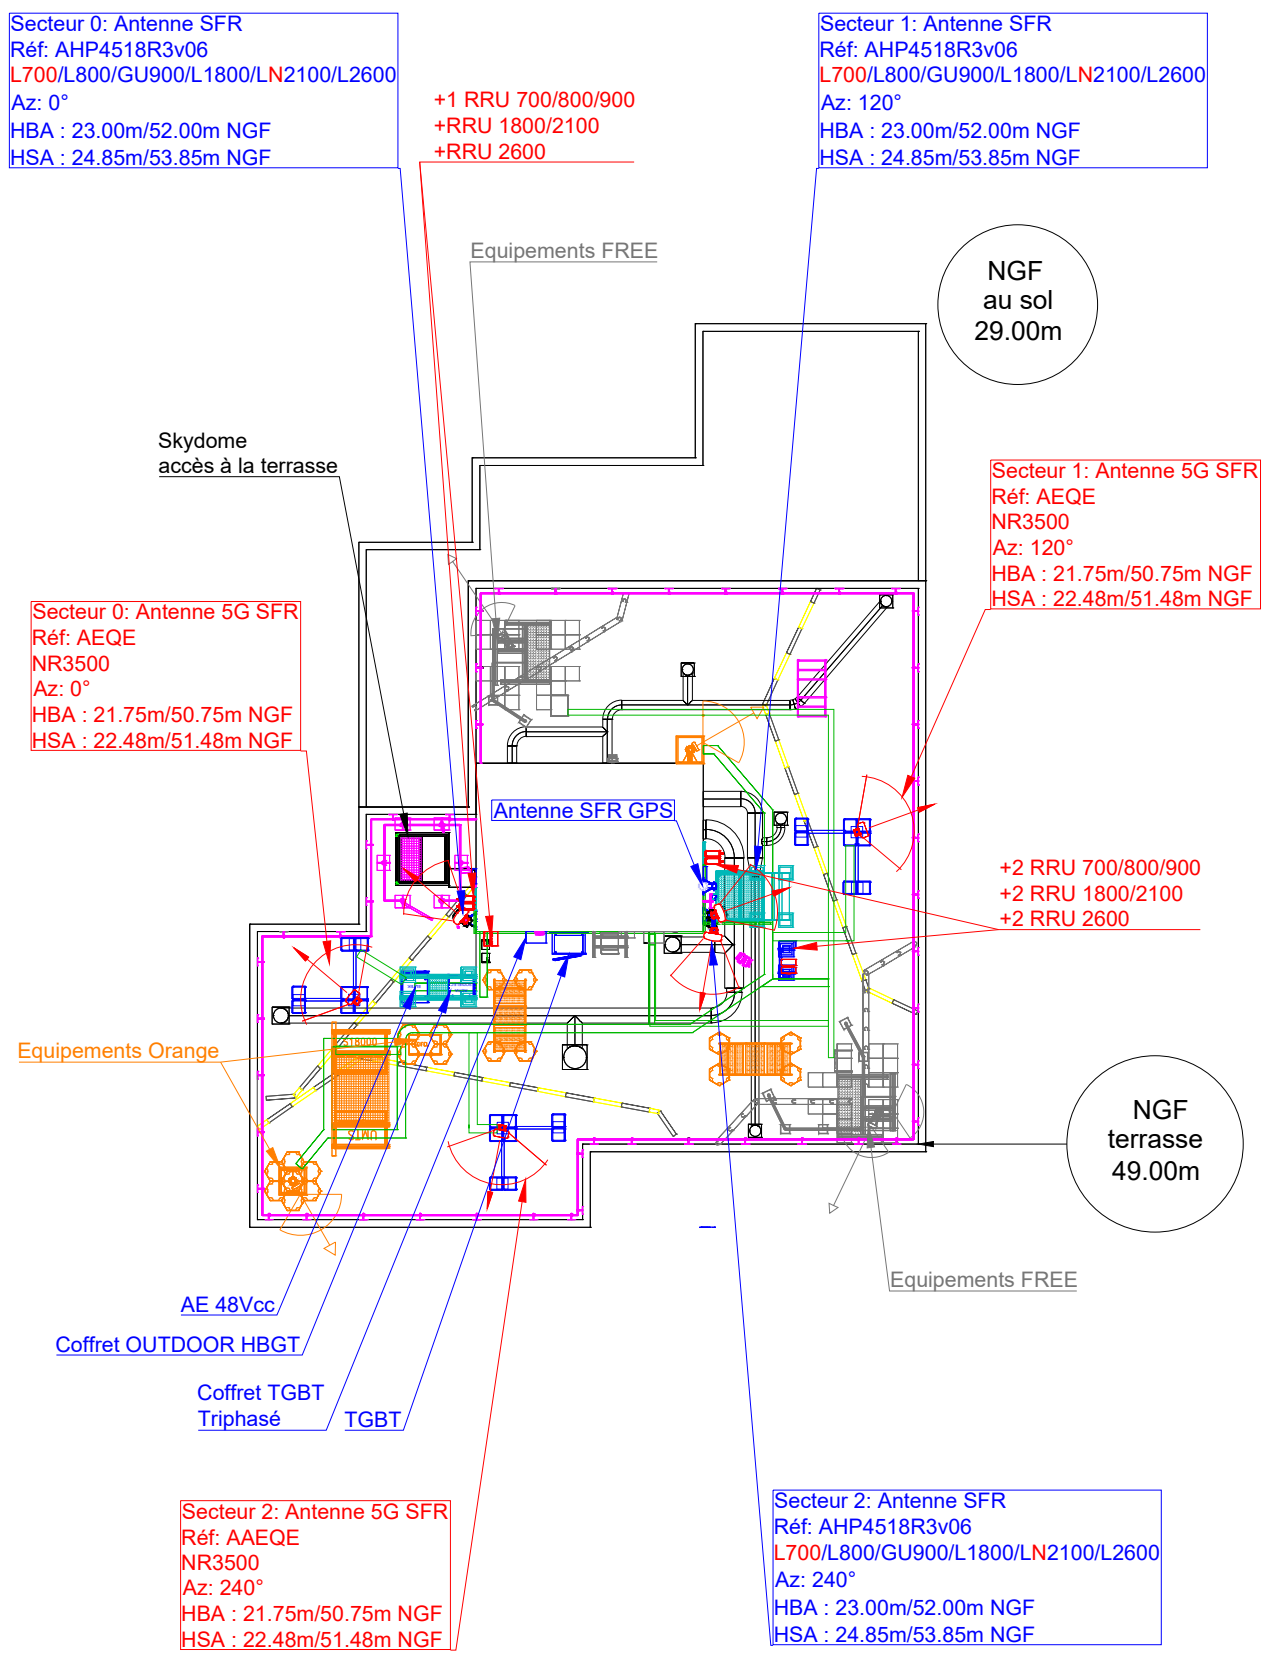 Secteur 0: Antenne SFR
Réf: AHP4518R3v06
L700/L800/GU900/L1800/LN2100/L2600
Az: 0°
HBA : 23.00m/52.00m NGF
HSA : 24.85m/53.85m NGF
+1 RRU 700/800/900
+RRU 1800/2100
+RRU 2600
Secteur 1: Antenne SFR
Réf: AHP4518R3v06
L700/L800/GU900/L1800/LN2100/L2600
Az: 120°
HBA : 23.00m/52.00m NGF
HSA : 24.85m/53.85m NGF
Equipements FREE
NGF
au sol
29.00m
Skydome
accès à la terrasse
Secteur 1: Antenne 5G SFR
Réf: AEQE
NR3500
Az: 120°
HBA : 21.75m/50.75m NGF
HSA : 22.48m/51.48m NGF
Secteur 0: Antenne 5G SFR
Réf: AEQE
NR3500
Az: 0°
HBA : 21.75m/50.75m NGF
HSA : 22.48m/51.48m NGF
Antenne SFR GPS
+2 RRU 700/800/900
+2 RRU 1800/2100
+2 RRU 2600
Equipements Orange
UMTS
NGF
terrasse
49.00m
Equipements FREE
AE 48Vcc
Coffret OUTDOOR HBGT
Coffret TGBT
Triphasé
TGBT
Secteur 2: Antenne 5G SFR
Réf: AAEQE
NR3500
Az: 240°
HBA : 21.75m/50.75m NGF
HSA : 22.48m/51.48m NGF
Secteur 2: Antenne SFR
Réf: AHP4518R3v06
L700/L800/GU900/L1800/LN2100/L2600
Az: 240°
HBA : 23.00m/52.00m NGF
HSA : 24.85m/53.85m NGF